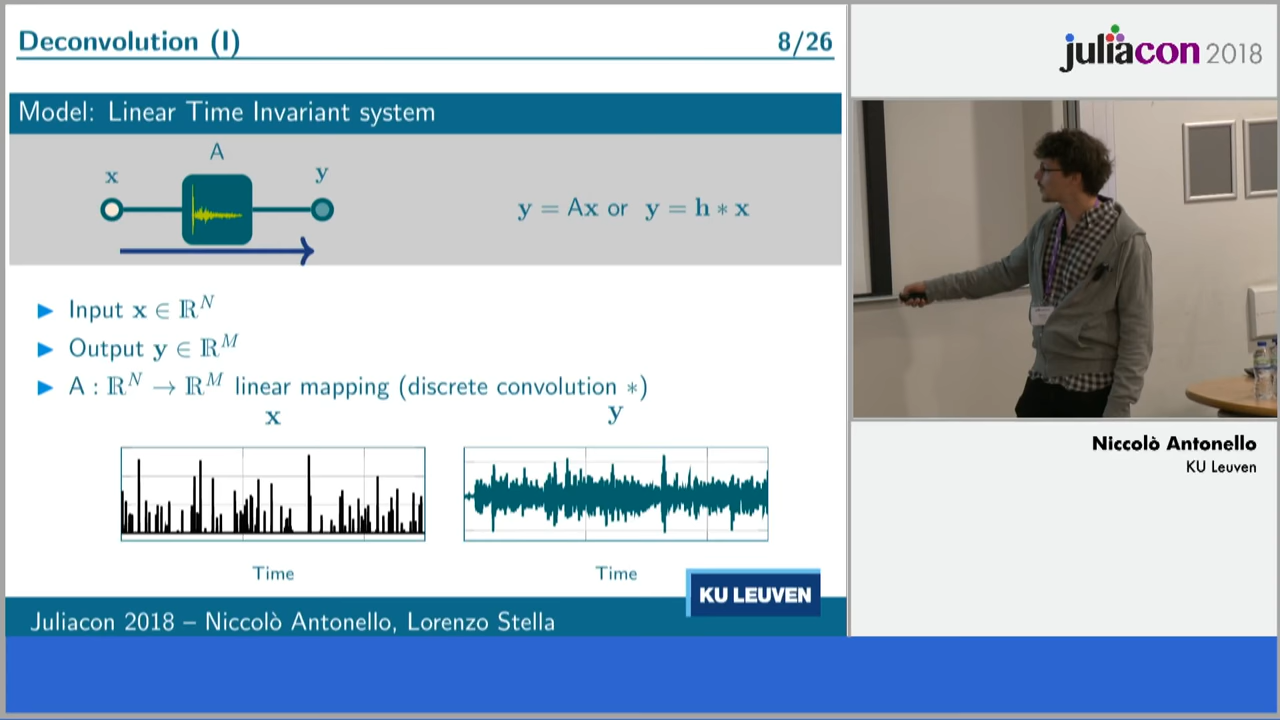 Deconvolution (I) 8/26
Model: Linear Time Invariant system
A
x y
y = Ax or y = h ∗ x
► Input x ∈ ℝ^N
► Output y ∈ ℝ^M
► A : ℝ^N → ℝ^M linear mapping (discrete convolution ∗)
x y
Time Time
KU LEUVEN
Juliacon 2018 – Niccolò Antonello, Lorenzo Stella
juliacon 2018
Niccolò Antonello
KU Leuven